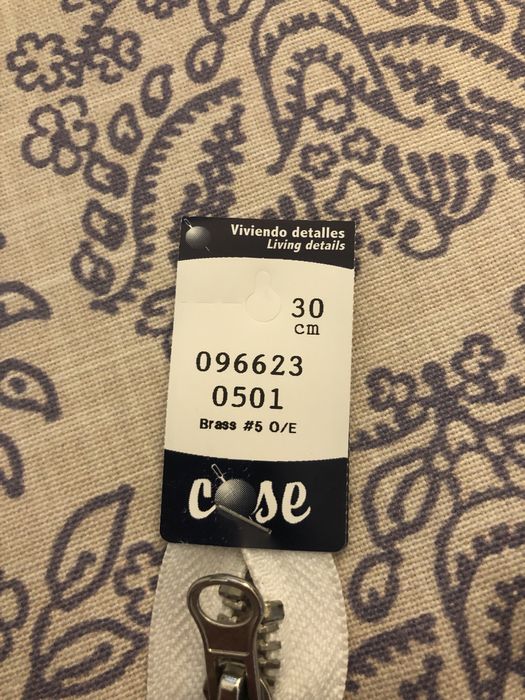 Viviendo detalles
Living details
30
cm
096623
0501
Brass #5 O/E
cose